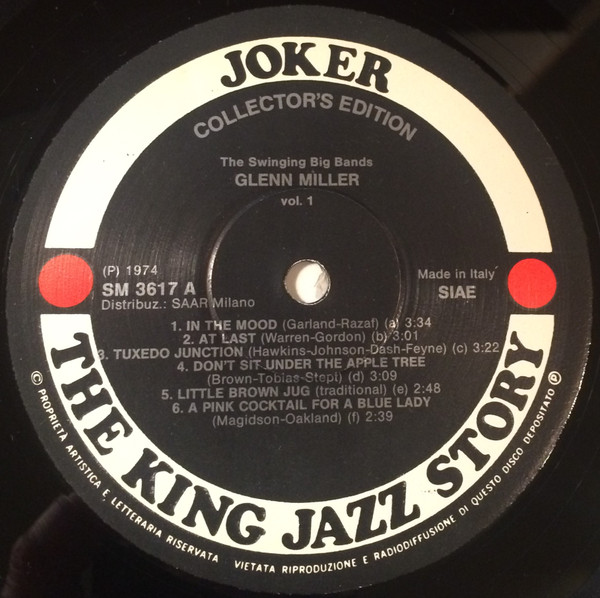 JOKER
COLLECTOR'S EDITION
The Swinging Big Bands
GLENN MILLER
vol. 1
(P) 1974
SM 3617 A
Distribuz.: SAAR Milano
Made in Italy
SIAE
1. IN THE MOOD (Garland-Razaf) (a) 3:34
2. AT LAST (Warren-Gordon) (b) 3:01
3. TUXEDO JUNCTION (Hawkins-Johnson-Dash-Feyne) (c) 3:22
4. DON'T SIT UNDER THE APPLE TREE
(Brown-Tobias-Stept) (d) 3:09
5. LITTLE BROWN JUG (traditional) (e) 2:48
6. A PINK COCKTAIL FOR A BLUE LADY
(Magidson-Oakland) (f) 2:39
THE KING JAZZ STORY
© PROPRIETÀ ARTISTICA E LETTERARIA RISERVATA VIETATA RIPRODUZIONE E RADIODIFFUSIONE DI QUESTO DISCO DEPOSITATO ℗